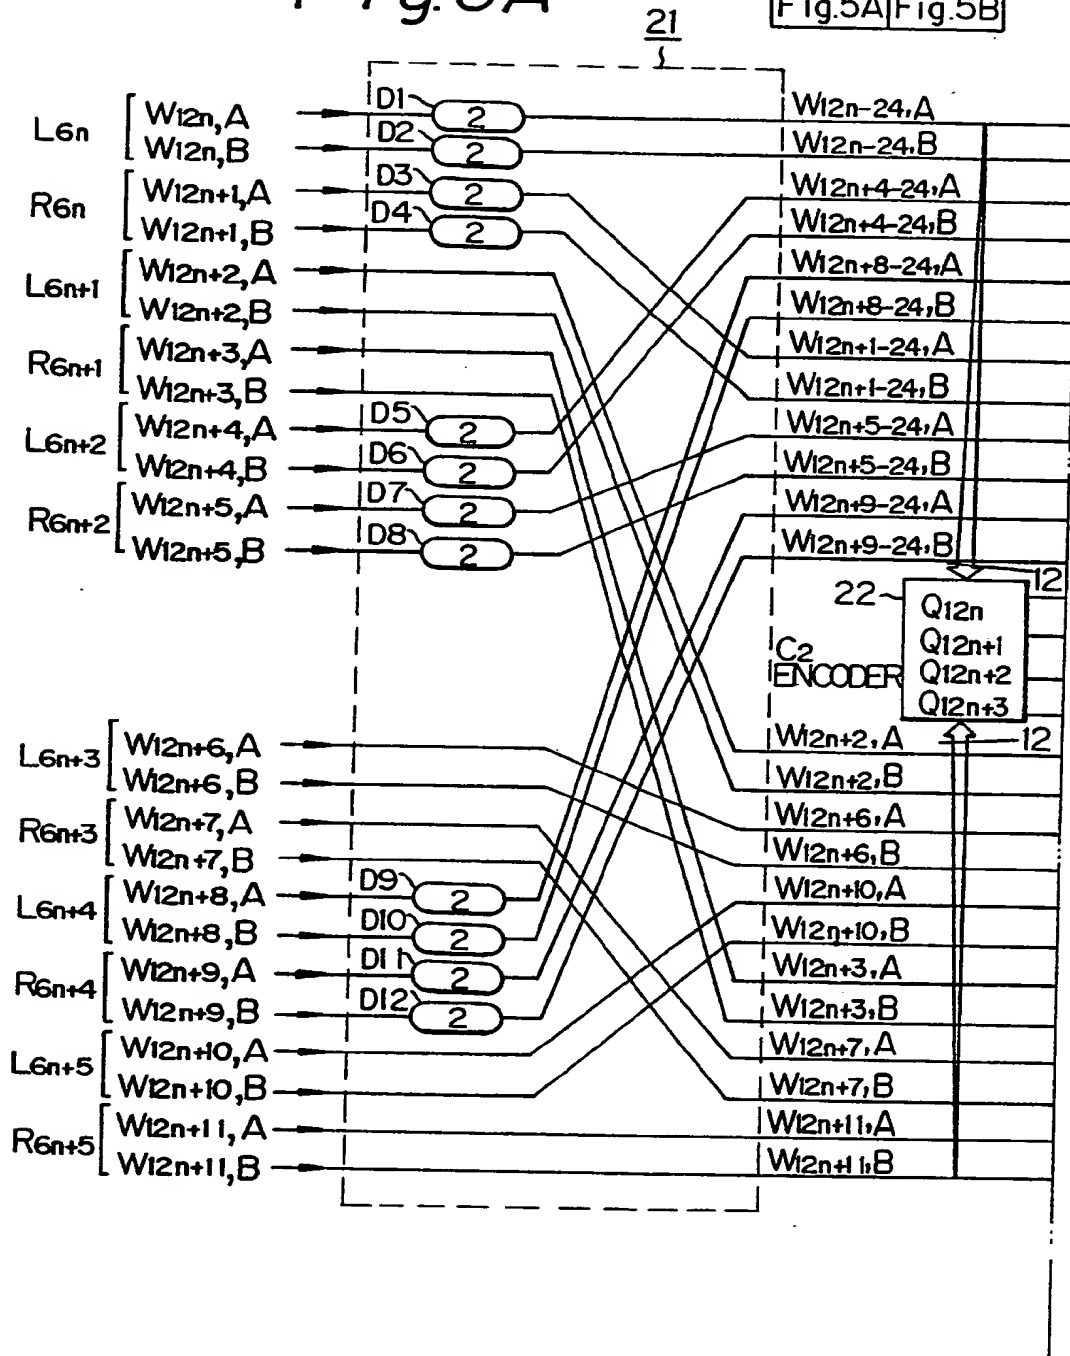 Fig. 5A
Fig.5A Fig.5B
21
L6n
W12n,A
W12n,B
R6n
W12n+1,A
W12n+1,B
L6n+1
W12n+2,A
W12n+2,B
R6n+1
W12n+3,A
W12n+3,B
L6n+2
W12n+4,A
W12n+4,B
R6n+2
W12n+5,A
W12n+5,B
L6n+3
W12n+6,A
W12n+6,B
R6n+3
W12n+7,A
W12n+7,B
L6n+4
W12n+8,A
W12n+8,B
R6n+4
W12n+9,A
W12n+9,B
L6n+5
W12n+10,A
W12n+10,B
R6n+5
W12n+11,A
W12n+11,B
D1 2
D2 2
D3 2
D4 2
D5 2
D6 2
D7 2
D8 2
D9 2
D10 2
D11 2
D12 2
W12n-24,A
W12n-24,B
W12n+4-24,A
W12n+4-24,B
W12n+8-24,A
W12n+8-24,B
W12n+1-24,A
W12n+1-24,B
W12n+5-24,A
W12n+5-24,B
W12n+9-24,A
W12n+9-24,B
12
22
C2
ENCODER
Q12n
Q12n+1
Q12n+2
Q12n+3
12
W12n+2,A
W12n+2,B
W12n+6,A
W12n+6,B
W12n+10,A
W12n+10,B
W12n+3,A
W12n+3,B
W12n+7,A
W12n+7,B
W12n+11,A
W12n+11,B